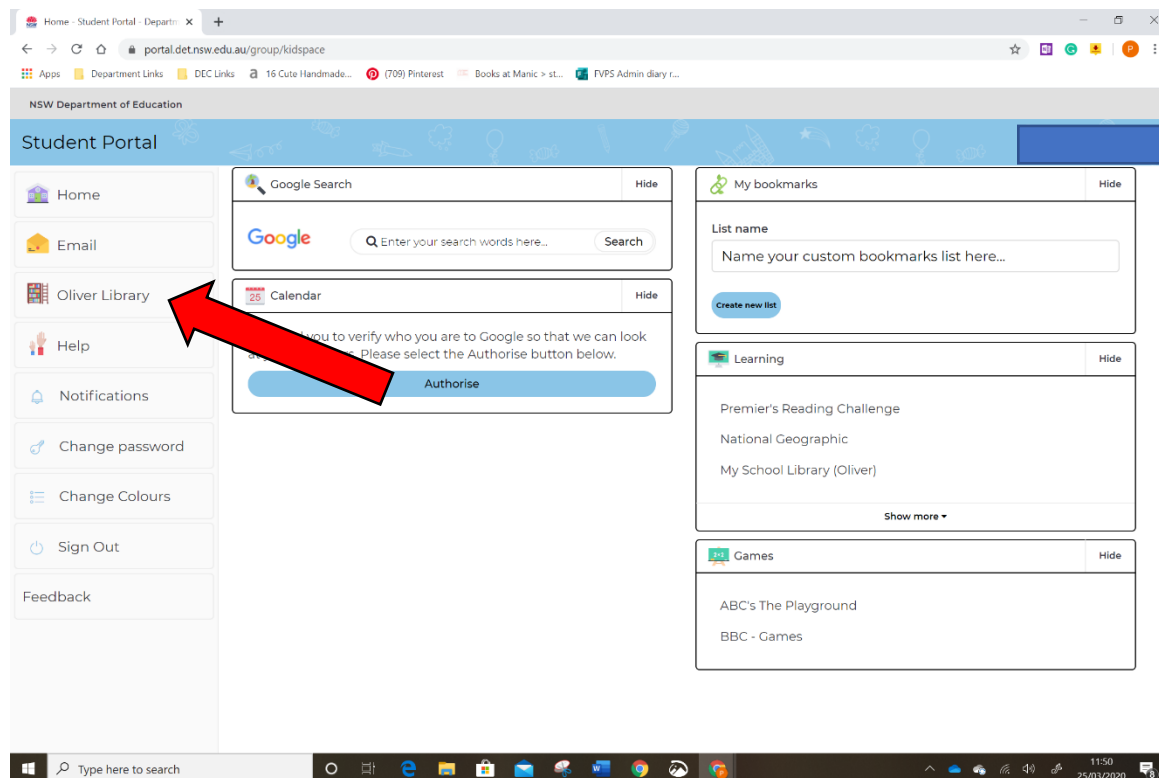 Home - Student Portal - Departm
portal.det.nsw.edu.au/group/kidspace
P
Apps
Department Links
DEC Links
16 Cute Handmade...
(709) Pinterest
Books at Manic > st...
FVPS Admin diary r...
NSW Department of Education
Student Portal
Home
Email
Oliver Library
Help
Notifications
Change password
Change Colours
Sign Out
Feedback
Google Search
Hide
Google
Enter your search words here...
Search
25
Calendar
Hide
you to verify who you are to Google so that we can look
Please select the Authorise button below.
Authorise
My bookmarks
Hide
List name
Name your custom bookmarks list here...
Create new list
Learning
Hide
Premier's Reading Challenge
National Geographic
My School Library (Oliver)
Show more
Games
Hide
ABC's The Playground
BBC - Games
Type here to search
11:50
25/03/2020